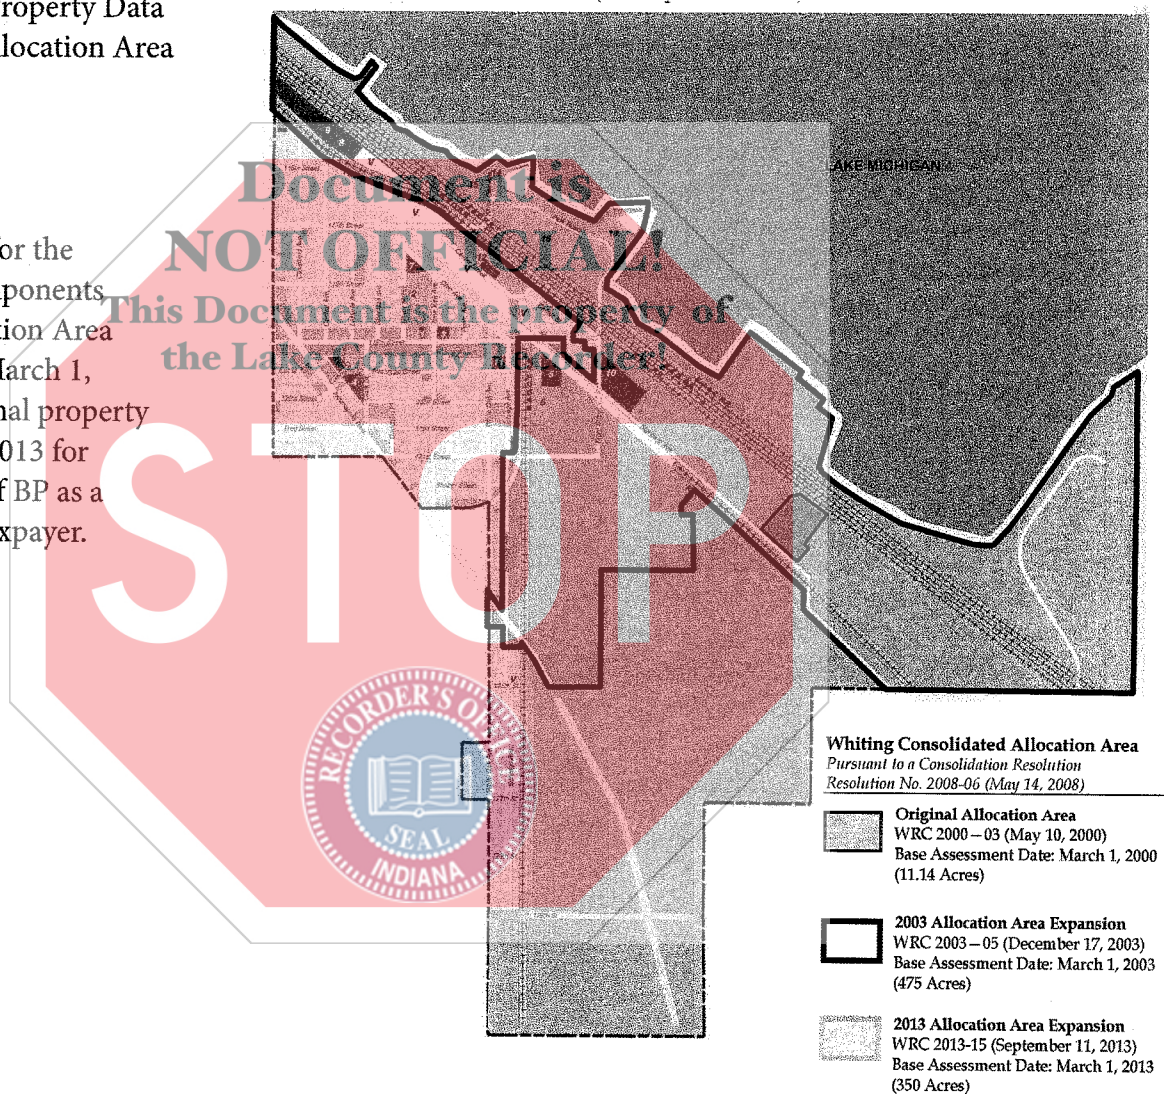 roperty Data
llocation Area
LAKE MICHIGAN
Document is
NOT OFFICIAL!
This Document is the property of
the Lake County Recorder!
or the
ponents
tion Area
March 1,
nal property
013 for
f BP as a
xpayer.
STOP
RECORDER'S OFFICE
SEAL
INDIANA
Whiting Consolidated Allocation Area
Pursuant to a Consolidation Resolution
Resolution No. 2008-06 (May 14, 2008)
Original Allocation Area
WRC 2000–03 (May 10, 2000)
Base Assessment Date: March 1, 2000
(11.14 Acres)
2003 Allocation Area Expansion
WRC 2003–05 (December 17, 2003)
Base Assessment Date: March 1, 2003
(475 Acres)
2013 Allocation Area Expansion
WRC 2013-15 (September 11, 2013)
Base Assessment Date: March 1, 2013
(350 Acres)